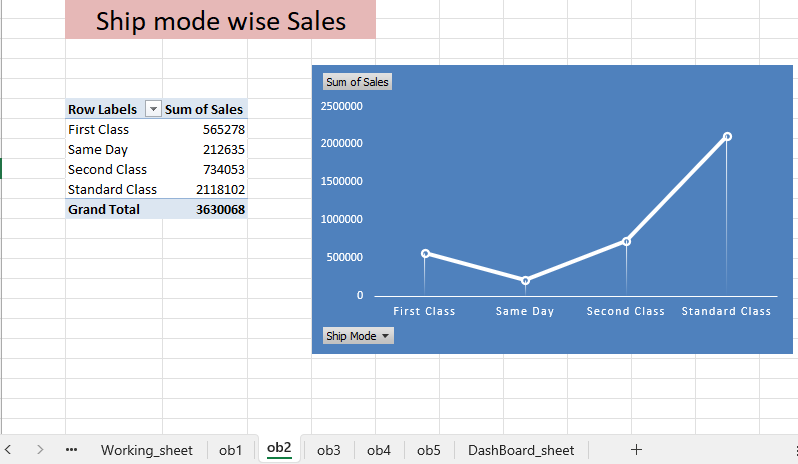 Ship mode wise Sales
Row Labels Sum of Sales
First Class 565278
Same Day 212635
Second Class 734053
Standard Class 2118102
Grand Total 3630068
Sum of Sales
2500000
2000000
1500000
1000000
500000
0
First Class Same Day Second Class Standard Class
Ship Mode
Working_sheet ob1 ob2 ob3 ob4 ob5 DashBoard_sheet